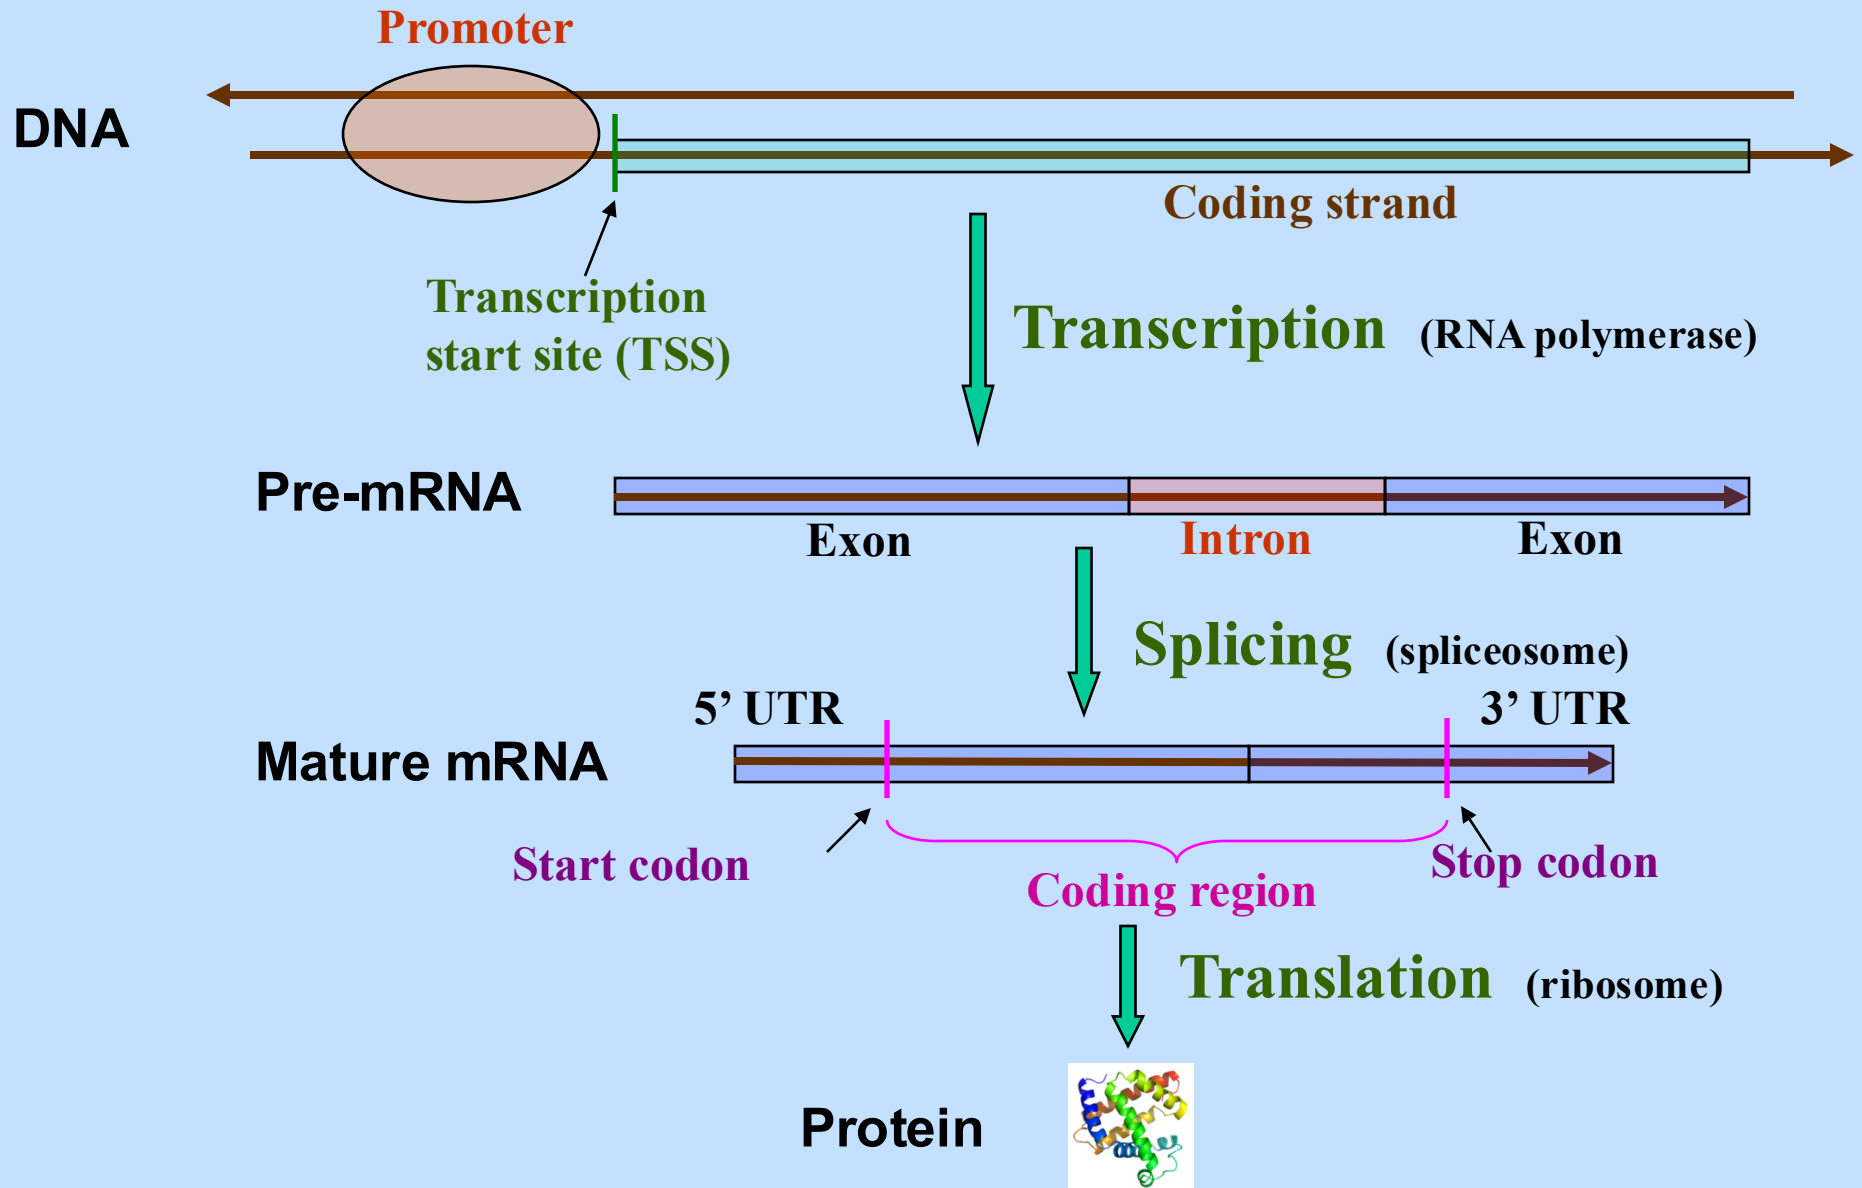 Promoter
DNA
Coding strand
Transcription
start site (TSS)
Transcription (RNA polymerase)
Pre-mRNA
Exon
Intron
Exon
Splicing (spliceosome)
5’ UTR
3’ UTR
Mature mRNA
Start codon
Stop codon
Coding region
Translation (ribosome)
Protein